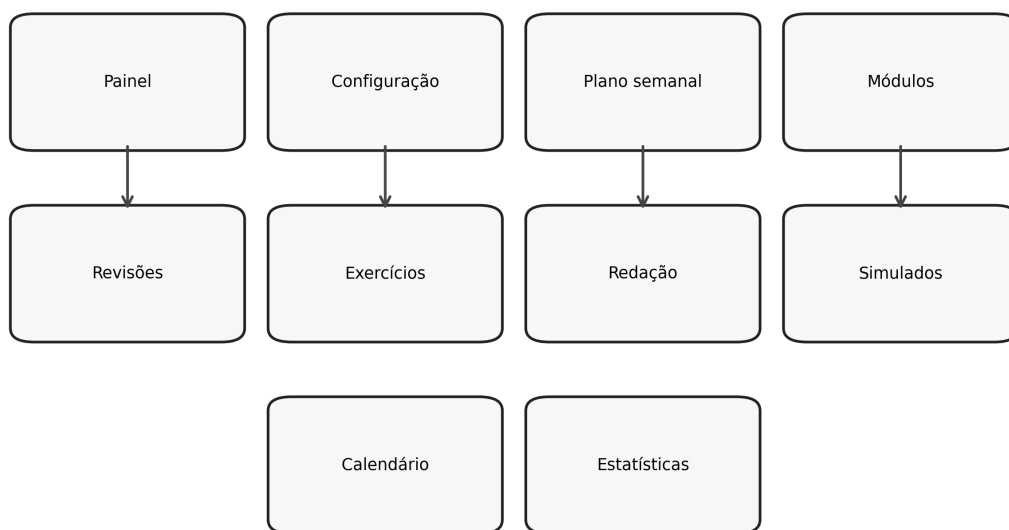 Painel
Configuração
Plano semanal
Módulos
Revisões
Exercícios
Redação
Simulados
Calendário
Estatísticas